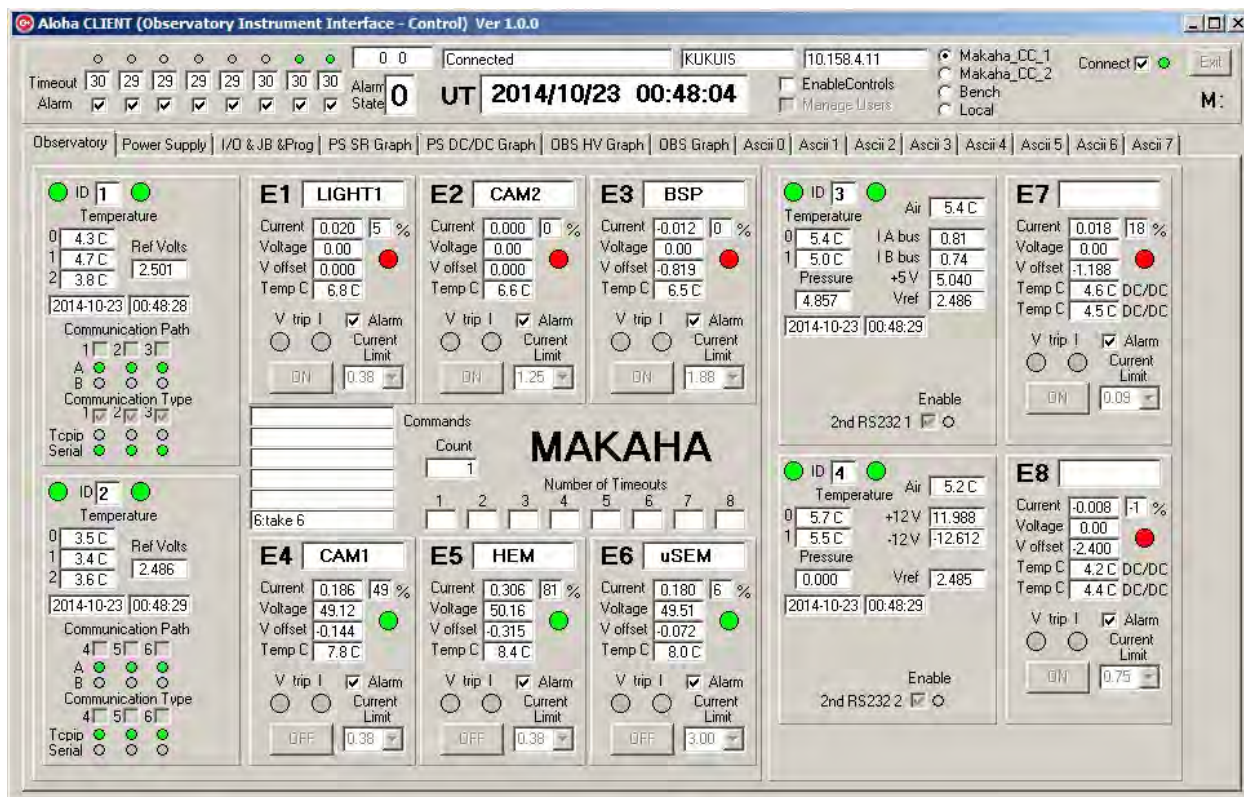 Aloha CLIENT (Observatory Instrument Interface - Control) Ver 1.0.0
0 0 Connected KUKUIS 10.158.4.11 Makaha_CC_1 Connect Exit
Timeout 30 29 29 29 29 30 30 30 Alarm State 0 UT 2014/10/23 00:48:04 EnableControls Makaha_CC_2
Alarm Manage Users Bench M:
Local
Observatory Power Supply I/O & JB &Prog PS SR Graph PS DC/DC Graph OBS HV Graph OBS Graph Ascii 0 Ascii 1 Ascii 2 Ascii 3 Ascii 4 Ascii 5 Ascii 6 Ascii 7
ID 1
Temperature
0 4.3 C Ref Volts
1 4.7 C 2.501
2 3.8 C
2014-10-23 00:48:28
Communication Path
1 2 3
A
B
Communication Type
1 2 3
Tcpip
Serial
E1 LIGHT1
Current 0.020 5 %
Voltage 0.00
V offset 0.000
Temp C 6.8 C
V trip I Alarm
Current Limit
ON 0.38
E2 CAM2
Current 0.000 0 %
Voltage 0.00
V offset 0.000
Temp C 6.6 C
V trip I Alarm
Current Limit
ON 1.25
E3 BSP
Current -0.012 0 %
Voltage 0.00
V offset -0.819
Temp C 6.5 C
V trip I Alarm
Current Limit
ON 1.88
ID 3
Temperature Air 5.4 C
0 5.4 C I A bus 0.81
1 5.0 C I B bus 0.74
Pressure +5 V 5.040
4.857 Vref 2.486
2014-10-23 00:48:29
Enable
2nd RS232 1
E7
Current 0.018 18 %
Voltage 0.00
V offset -1.188
Temp C 4.6 C DC/DC
Temp C 4.5 C DC/DC
V trip I Alarm
Current Limit
ON 0.09
Commands
Count
1
6:take 6
MAKAHA
Number of Timeouts
1 2 3 4 5 6 7 8
ID 2
Temperature
0 3.5 C Ref Volts
1 3.4 C 2.486
2 3.6 C
2014-10-23 00:48:29
Communication Path
4 5 6
A
B
Communication Type
4 5 6
Tcpip
Serial
E4 CAM1
Current 0.186 49 %
Voltage 49.12
V offset -0.144
Temp C 7.8 C
V trip I Alarm
Current Limit
OFF 0.38
E5 HEM
Current 0.306 81 %
Voltage 50.16
V offset -0.315
Temp C 8.4 C
V trip I Alarm
Current Limit
OFF 0.38
E6 uSEM
Current 0.180 6 %
Voltage 49.51
V offset -0.072
Temp C 8.0 C
V trip I Alarm
Current Limit
OFF 3.00
ID 4
Temperature Air 5.2 C
0 5.7 C +12 V 11.988
1 5.5 C -12 V -12.612
Pressure
0.000 Vref 2.485
2014-10-23 00:48:29
Enable
2nd RS232 2
E8
Current -0.008 -1 %
Voltage 0.00
V offset -2.400
Temp C 4.2 C DC/DC
Temp C 4.4 C DC/DC
V trip I Alarm
Current Limit
ON 0.75